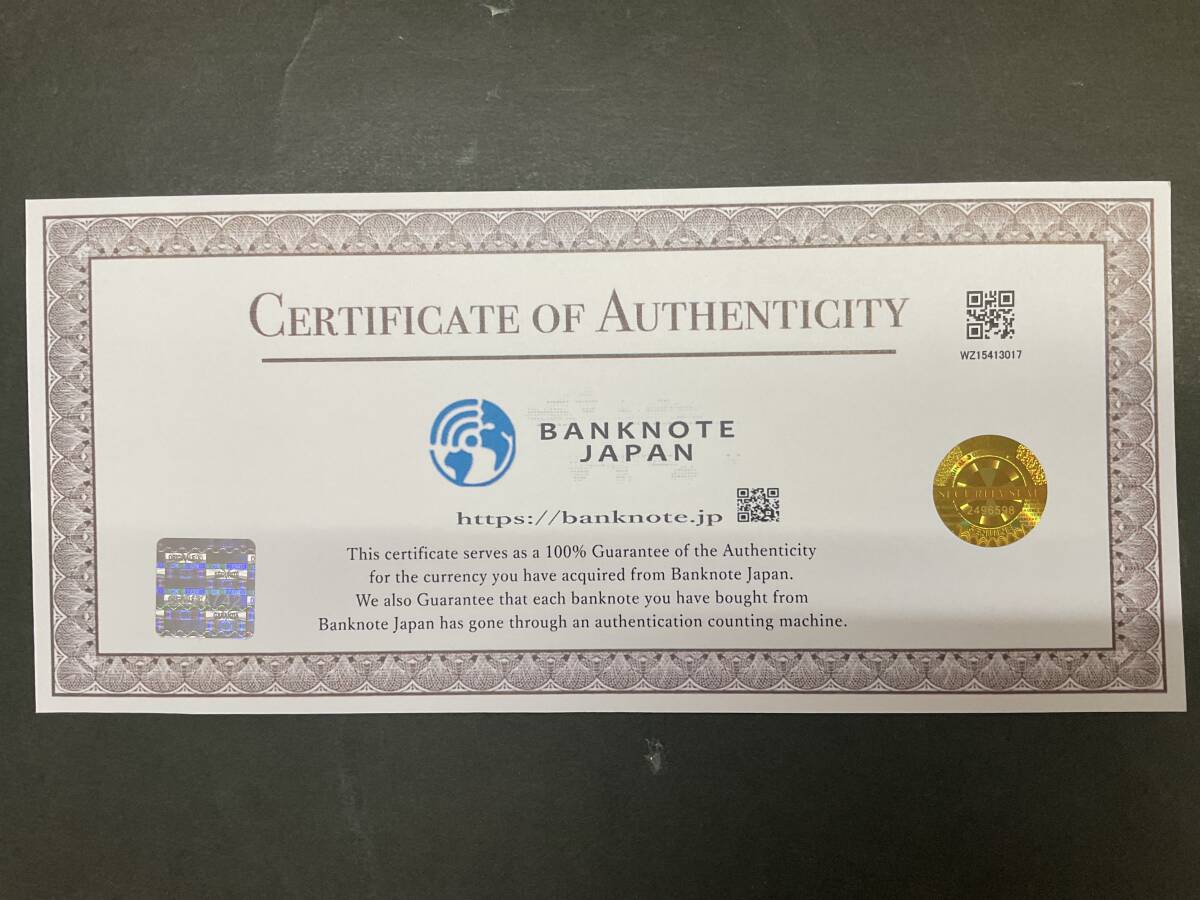 CERTIFICATE OF AUTHENTICITY
WZ15413017
BANKNOTE
JAPAN
https://banknote.jp
SECURITY SEAL
2496598
This certificate serves as a 100% Guarantee of the Authenticity
for the currency you have acquired from Banknote Japan.
We also Guarantee that each banknote you have bought from
Banknote Japan has gone through an authentication counting machine.